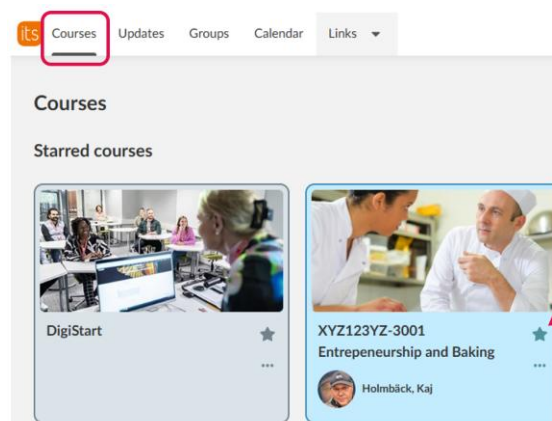 its Courses Updates Groups Calendar Links
Courses
Starred courses
DigiStart
XYZ123YZ-3001
Entrepeneurship and Baking
Holmbäck, Kaj